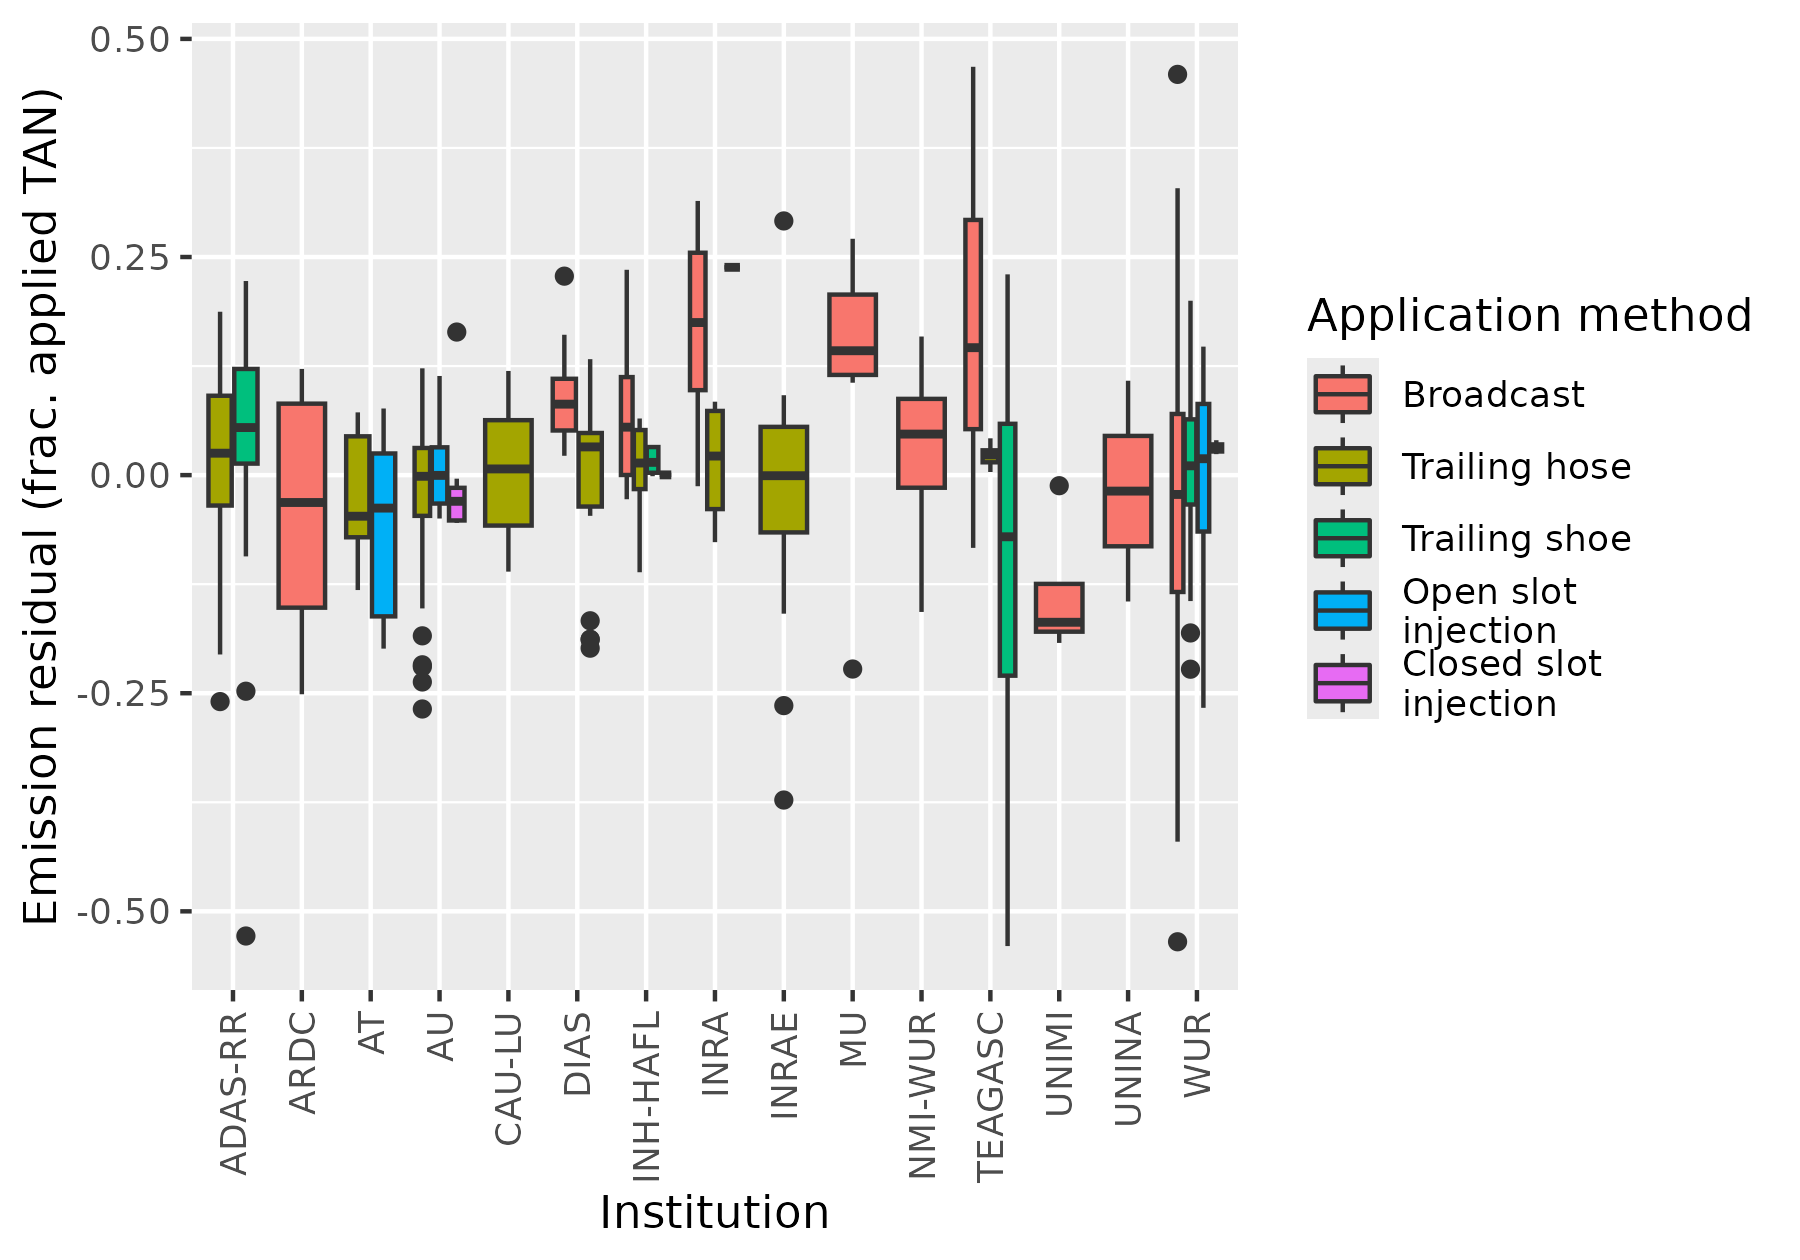 Emission residual (frac. applied TAN)
0.50
0.25
0.00
-0.25
-0.50
ADAS-RR
ARDC
AT
AU
CAU-LU
DIAS
INH-HAFL
INRA
INRAE
MU
NMI-WUR
TEAGASC
UNIMI
UNINA
WUR
Institution
Application method
Broadcast
Trailing hose
Trailing shoe
Open slot
injection
Closed slot
injection